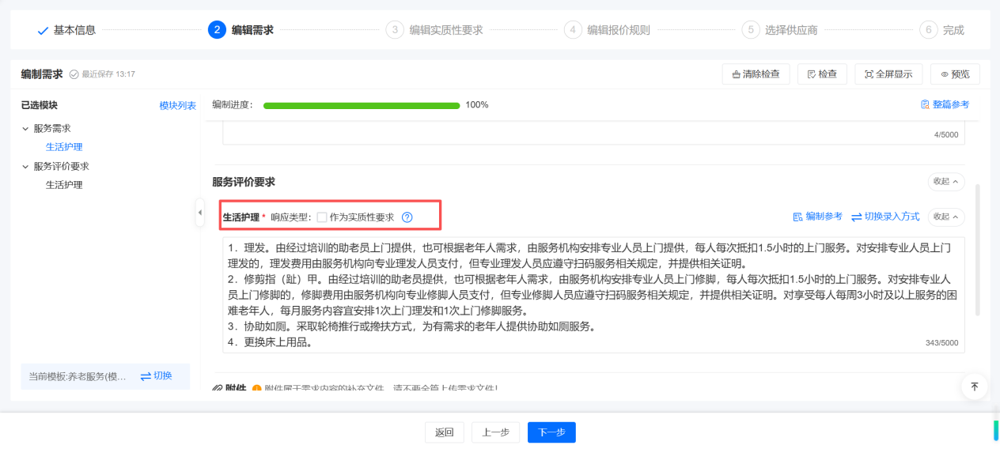 基本信息
2 编辑需求
3 编辑实质性要求
4 编辑报价规则
5 选择供应商
6 完成
编制需求 最近保存 13:17
清除检查 检查 全屏显示 预览
已选模块 模块列表
服务需求
生活护理
服务评价要求
生活护理
当前模板:养老服务(模... 切换
编制进度： 100% 整篇参考
4/5000
服务评价要求 收起
生活护理 * 响应类型： 作为实质性要求 ? 编制参考 切换录入方式 收起
1．理发。由经过培训的助老员上门提供，也可根据老年人需求，由服务机构安排专业人员上门提供，每人每次抵扣1.5小时的上门服务。对安排专业人员上门
理发的，理发费用由服务机构向专业理发人员支付，但专业理发人员应遵守扫码服务相关规定，并提供相关证明。
2．修剪指（趾）甲。由经过培训的助老员提供，也可根据老年人需求，由服务机构安排专业人员上门修脚，每人每次抵扣1.5小时的上门服务。对安排专业人
员上门修脚的，修脚费用由服务机构向专业修脚人员支付，但专业修脚人员应遵守扫码服务相关规定，并提供相关证明。对享受每人每周3小时及以上服务的困
难老年人，每月服务内容宜安排1次上门理发和1次上门修脚服务。
3．协助如厕。采取轮椅推行或搀扶方式，为有需求的老年人提供协助如厕服务。
4．更换床上用品。
343/5000
附件 附件属于需求内容的补充文件，请不要全篇上传需求文件！
返回 上一步 下一步